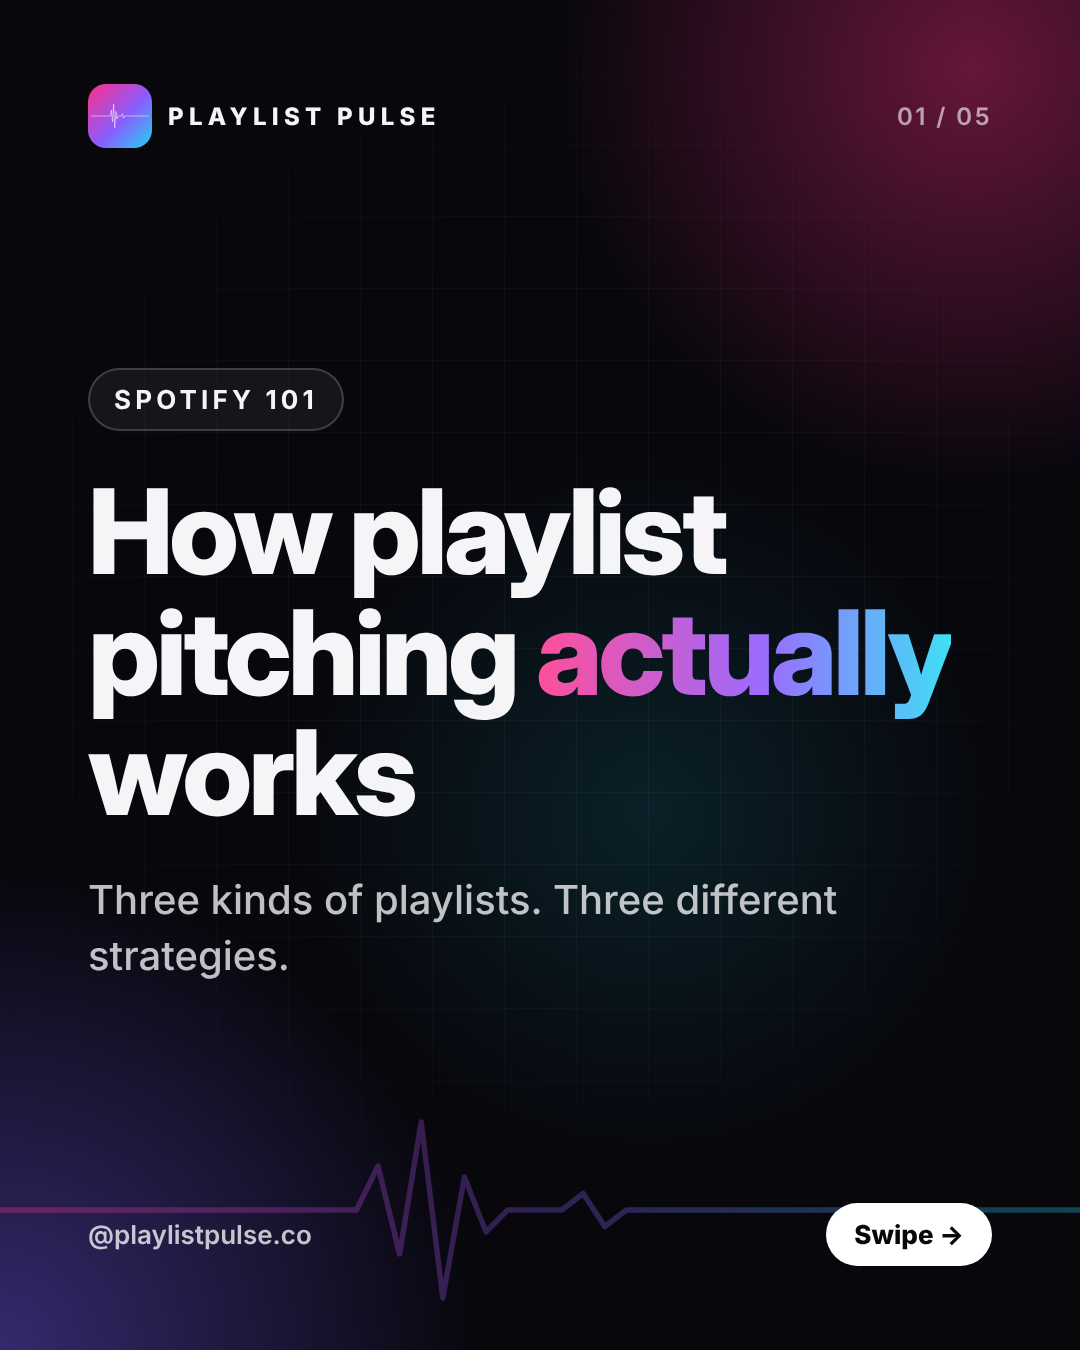 PLAYLIST PULSE
01 / 05
SPOTIFY 101
How playlist
pitching actually
works
Three kinds of playlists. Three different
strategies.
@playlistpulse.co
Swipe →